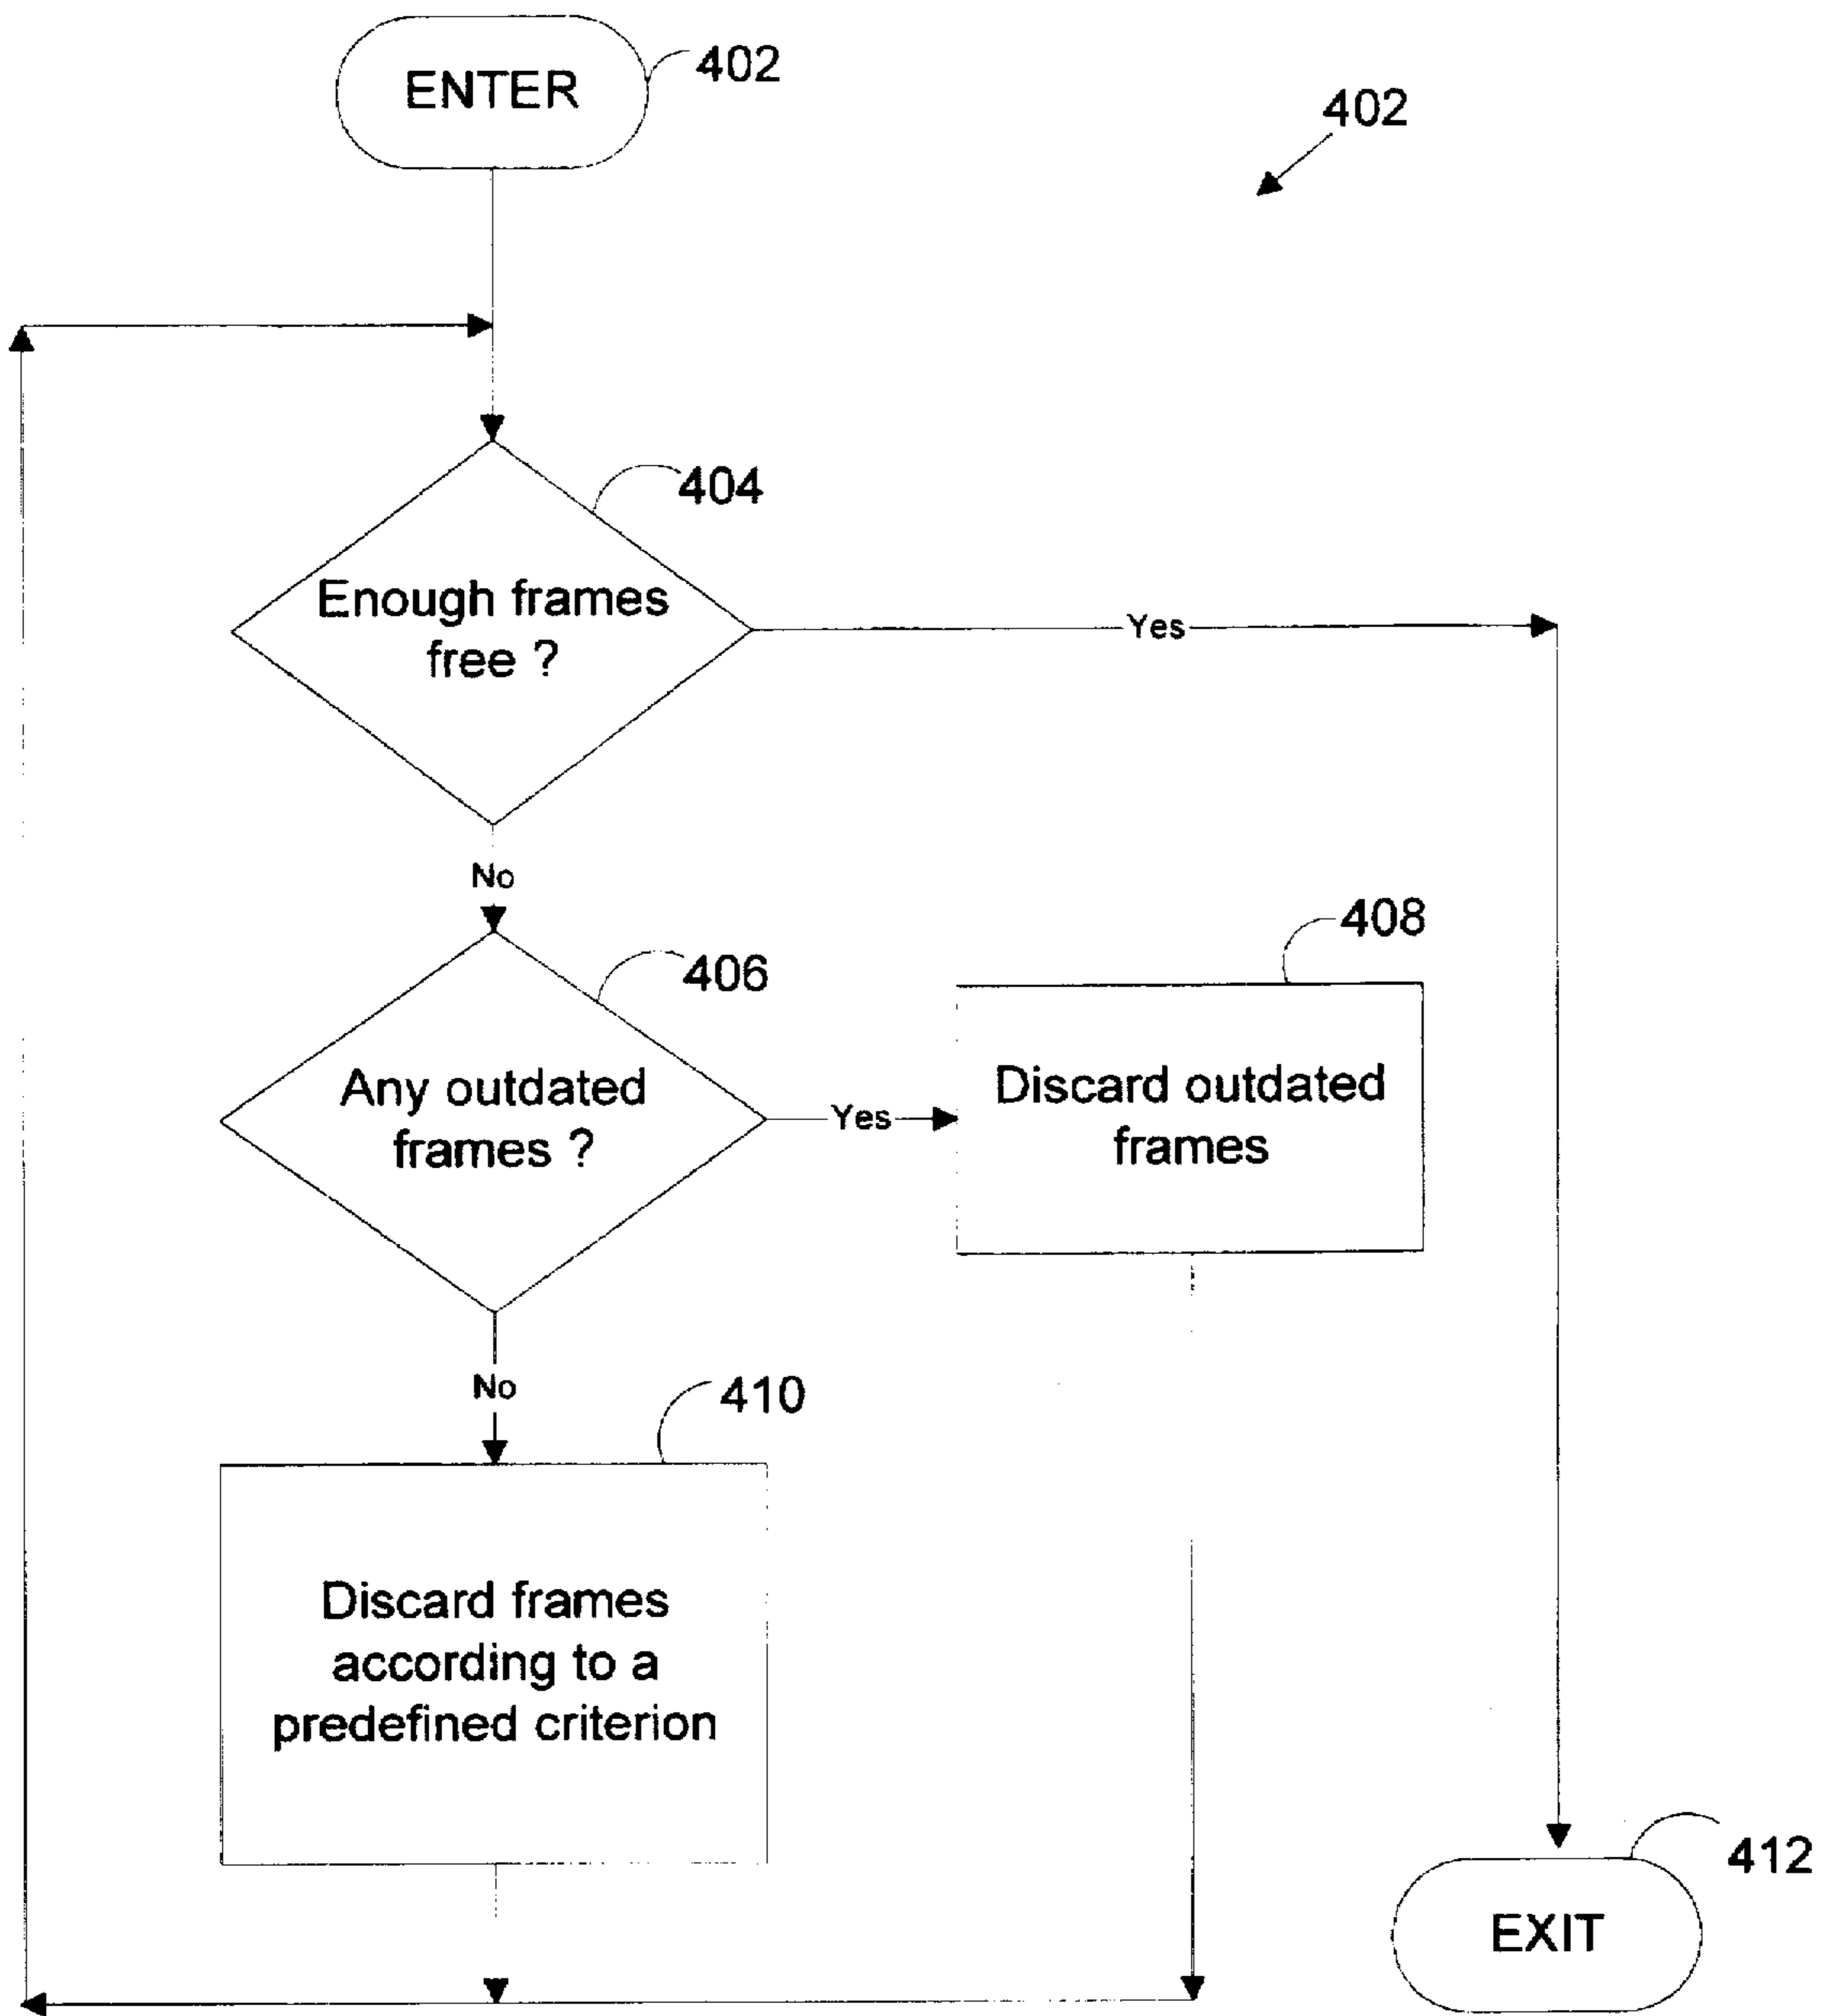 ENTER
402
402
404
Enough frames
free ?
Yes
No
406
408
Any outdated
frames ?
Yes
Discard outdated
frames
No
410
Discard frames
according to a
predefined criterion
412
EXIT